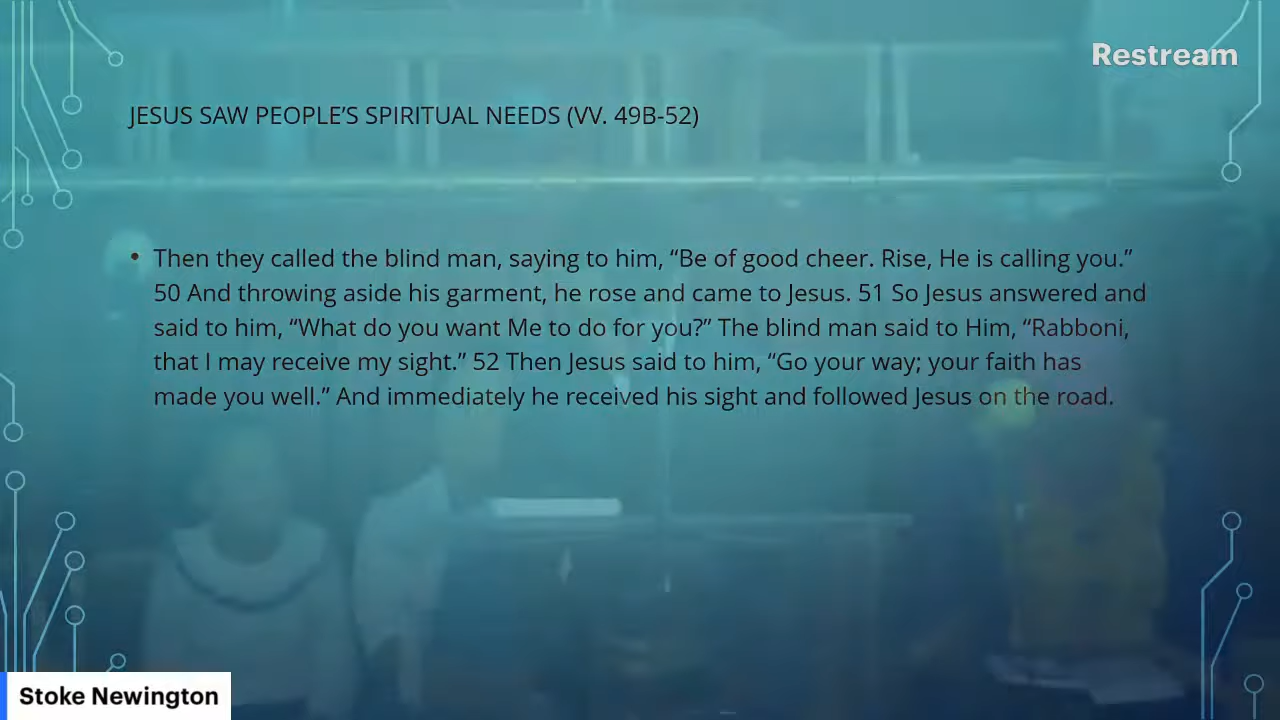 Restream
JESUS SAW PEOPLE’S SPIRITUAL NEEDS (VV. 49B-52)
• Then they called the blind man, saying to him, “Be of good cheer. Rise, He is calling you.”
50 And throwing aside his garment, he rose and came to Jesus. 51 So Jesus answered and
said to him, “What do you want Me to do for you?” The blind man said to Him, “Rabboni,
that I may receive my sight.” 52 Then Jesus said to him, “Go your way; your faith has
made you well.” And immediately he received his sight and followed Jesus on the road.
Stoke Newington